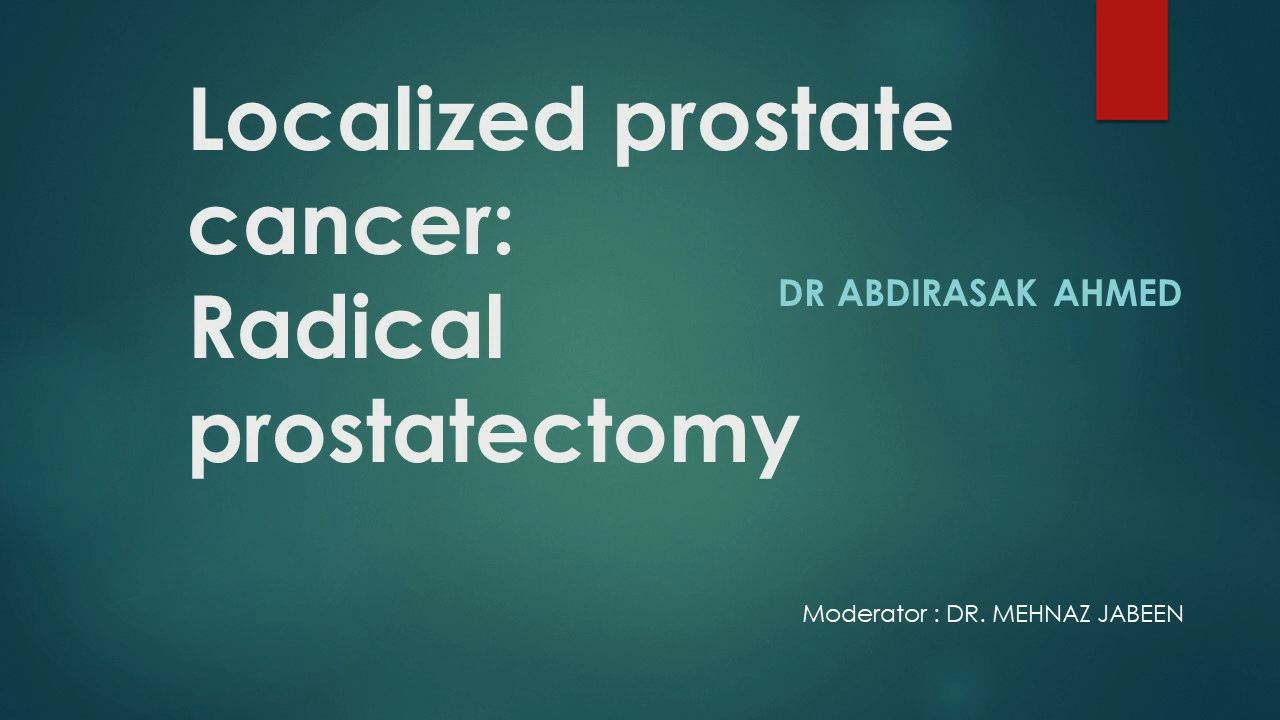 Localized prostate
cancer:
Radical
prostatectomy
DR ABDIRASAK AHMED
Moderator : DR. MEHNAZ JABEEN